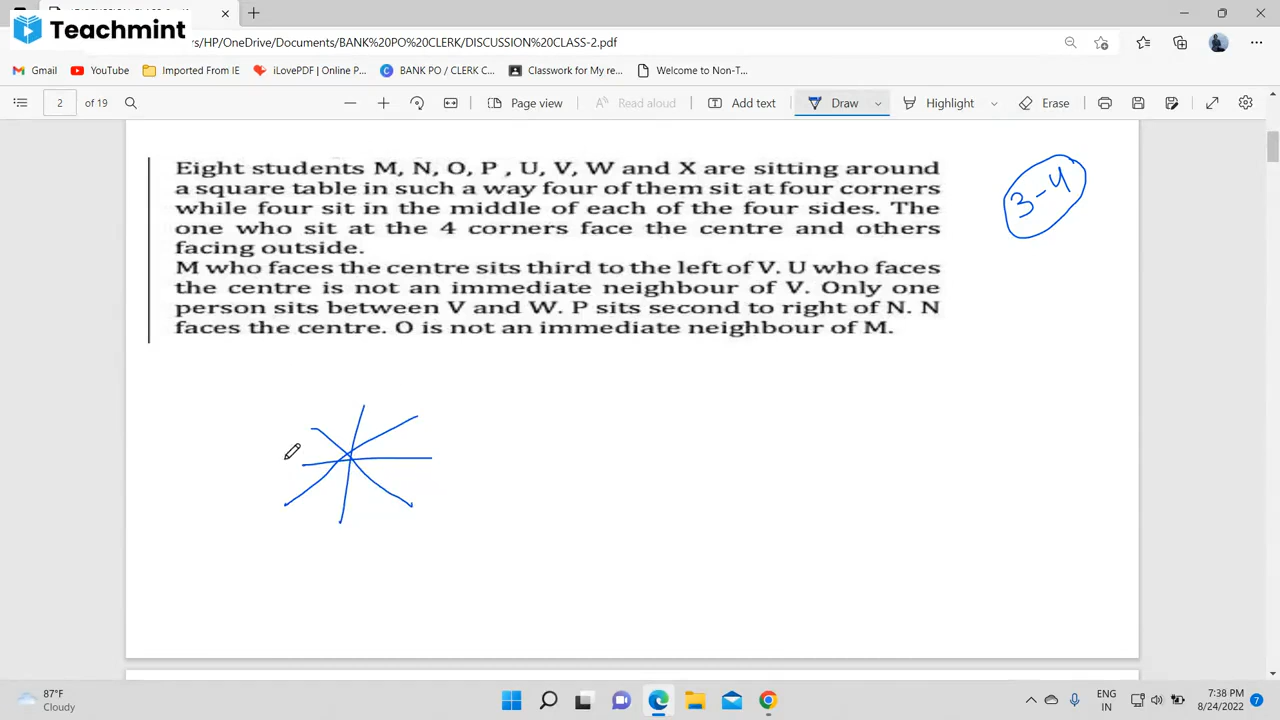 Teachmint
rs/HP/OneDrive/Documents/BANK%20PO%20CLERK/DISCUSSION%20CLASS-2.pdf
Gmail
YouTube
Imported From IE
iLovePDF | Online P...
BANK PO / CLERK C...
Classwork for My re...
Welcome to Non-T...
2 of 19
Page view
Read aloud
Add text
Draw
Highlight
Erase
Eight students M, N, O, P , U, V, W and X are sitting around
a square table in such a way four of them sit at four corners
while four sit in the middle of each of the four sides. The
one who sit at the 4 corners face the centre and others
facing outside.
M who faces the centre sits third to the left of V. U who faces
the centre is not an immediate neighbour of V. Only one
person sits between V and W. P sits second to right of N. N
faces the centre. O is not an immediate neighbour of M.
3-4
87°F
Cloudy
ENG
IN
7:38 PM
8/24/2022
7